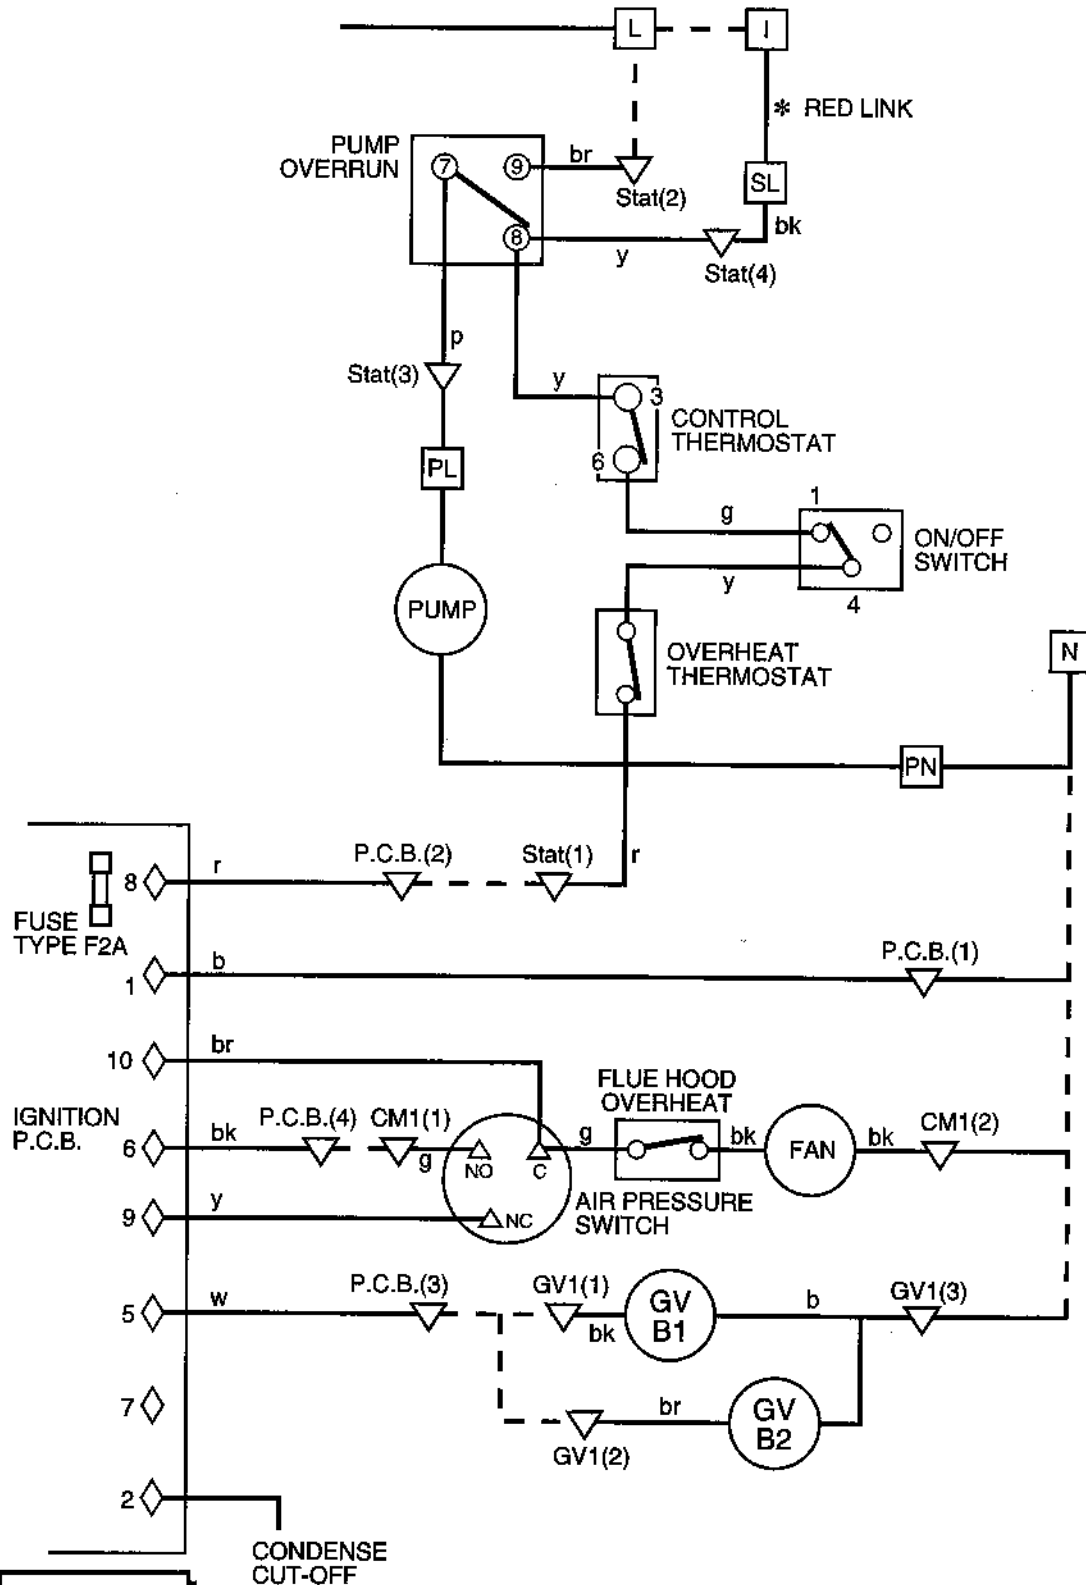 L
I
* RED LINK
PUMP
OVERRUN
7
9
br
Stat(2)
SL
8
y
bk
Stat(4)
p
Stat(3)
y
3
CONTROL
THERMOSTAT
PL
6
1
g
ON/OFF
SWITCH
y
4
PUMP
OVERHEAT
THERMOSTAT
N
PN
r
P.C.B.(2)
Stat(1)
r
8
FUSE
TYPE F2A
b
P.C.B.(1)
1
br
10
FLUE HOOD
OVERHEAT
IGNITION
P.C.B.
6
bk
P.C.B.(4)
CM1(1)
g
NO
C
g
bk
FAN
bk
CM1(2)
9
y
NC
AIR PRESSURE
SWITCH
P.C.B.(3)
GV1(1)
5
w
bk
GV
B1
b
GV1(3)
7
br
GV
B2
GV1(2)
2
CONDENSE
CUT-OFF